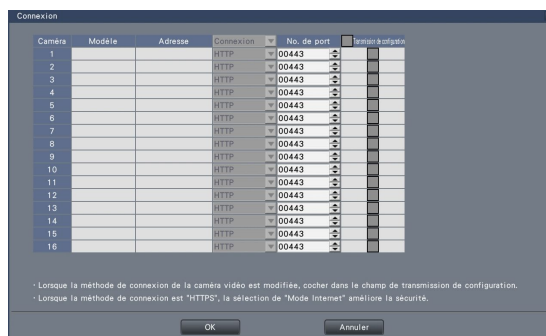 Connexion
Caméra Modèle Adresse Connexion No. de port Transmission de configuration
1 HTTP 00443
2 HTTP 00443
3 HTTP 00443
4 HTTP 00443
5 HTTP 00443
6 HTTP 00443
7 HTTP 00443
8 HTTP 00443
9 HTTP 00443
10 HTTP 00443
11 HTTP 00443
12 HTTP 00443
13 HTTP 00443
14 HTTP 00443
15 HTTP 00443
16 HTTP 00443
· Lorsque la méthode de connexion de la caméra vidéo est modifiée, cocher dans le champ de transmission de configuration.
· Lorsque la méthode de connexion est "HTTPS", la sélection de "Mode Internet" améliore la sécurité.
OK Annuler